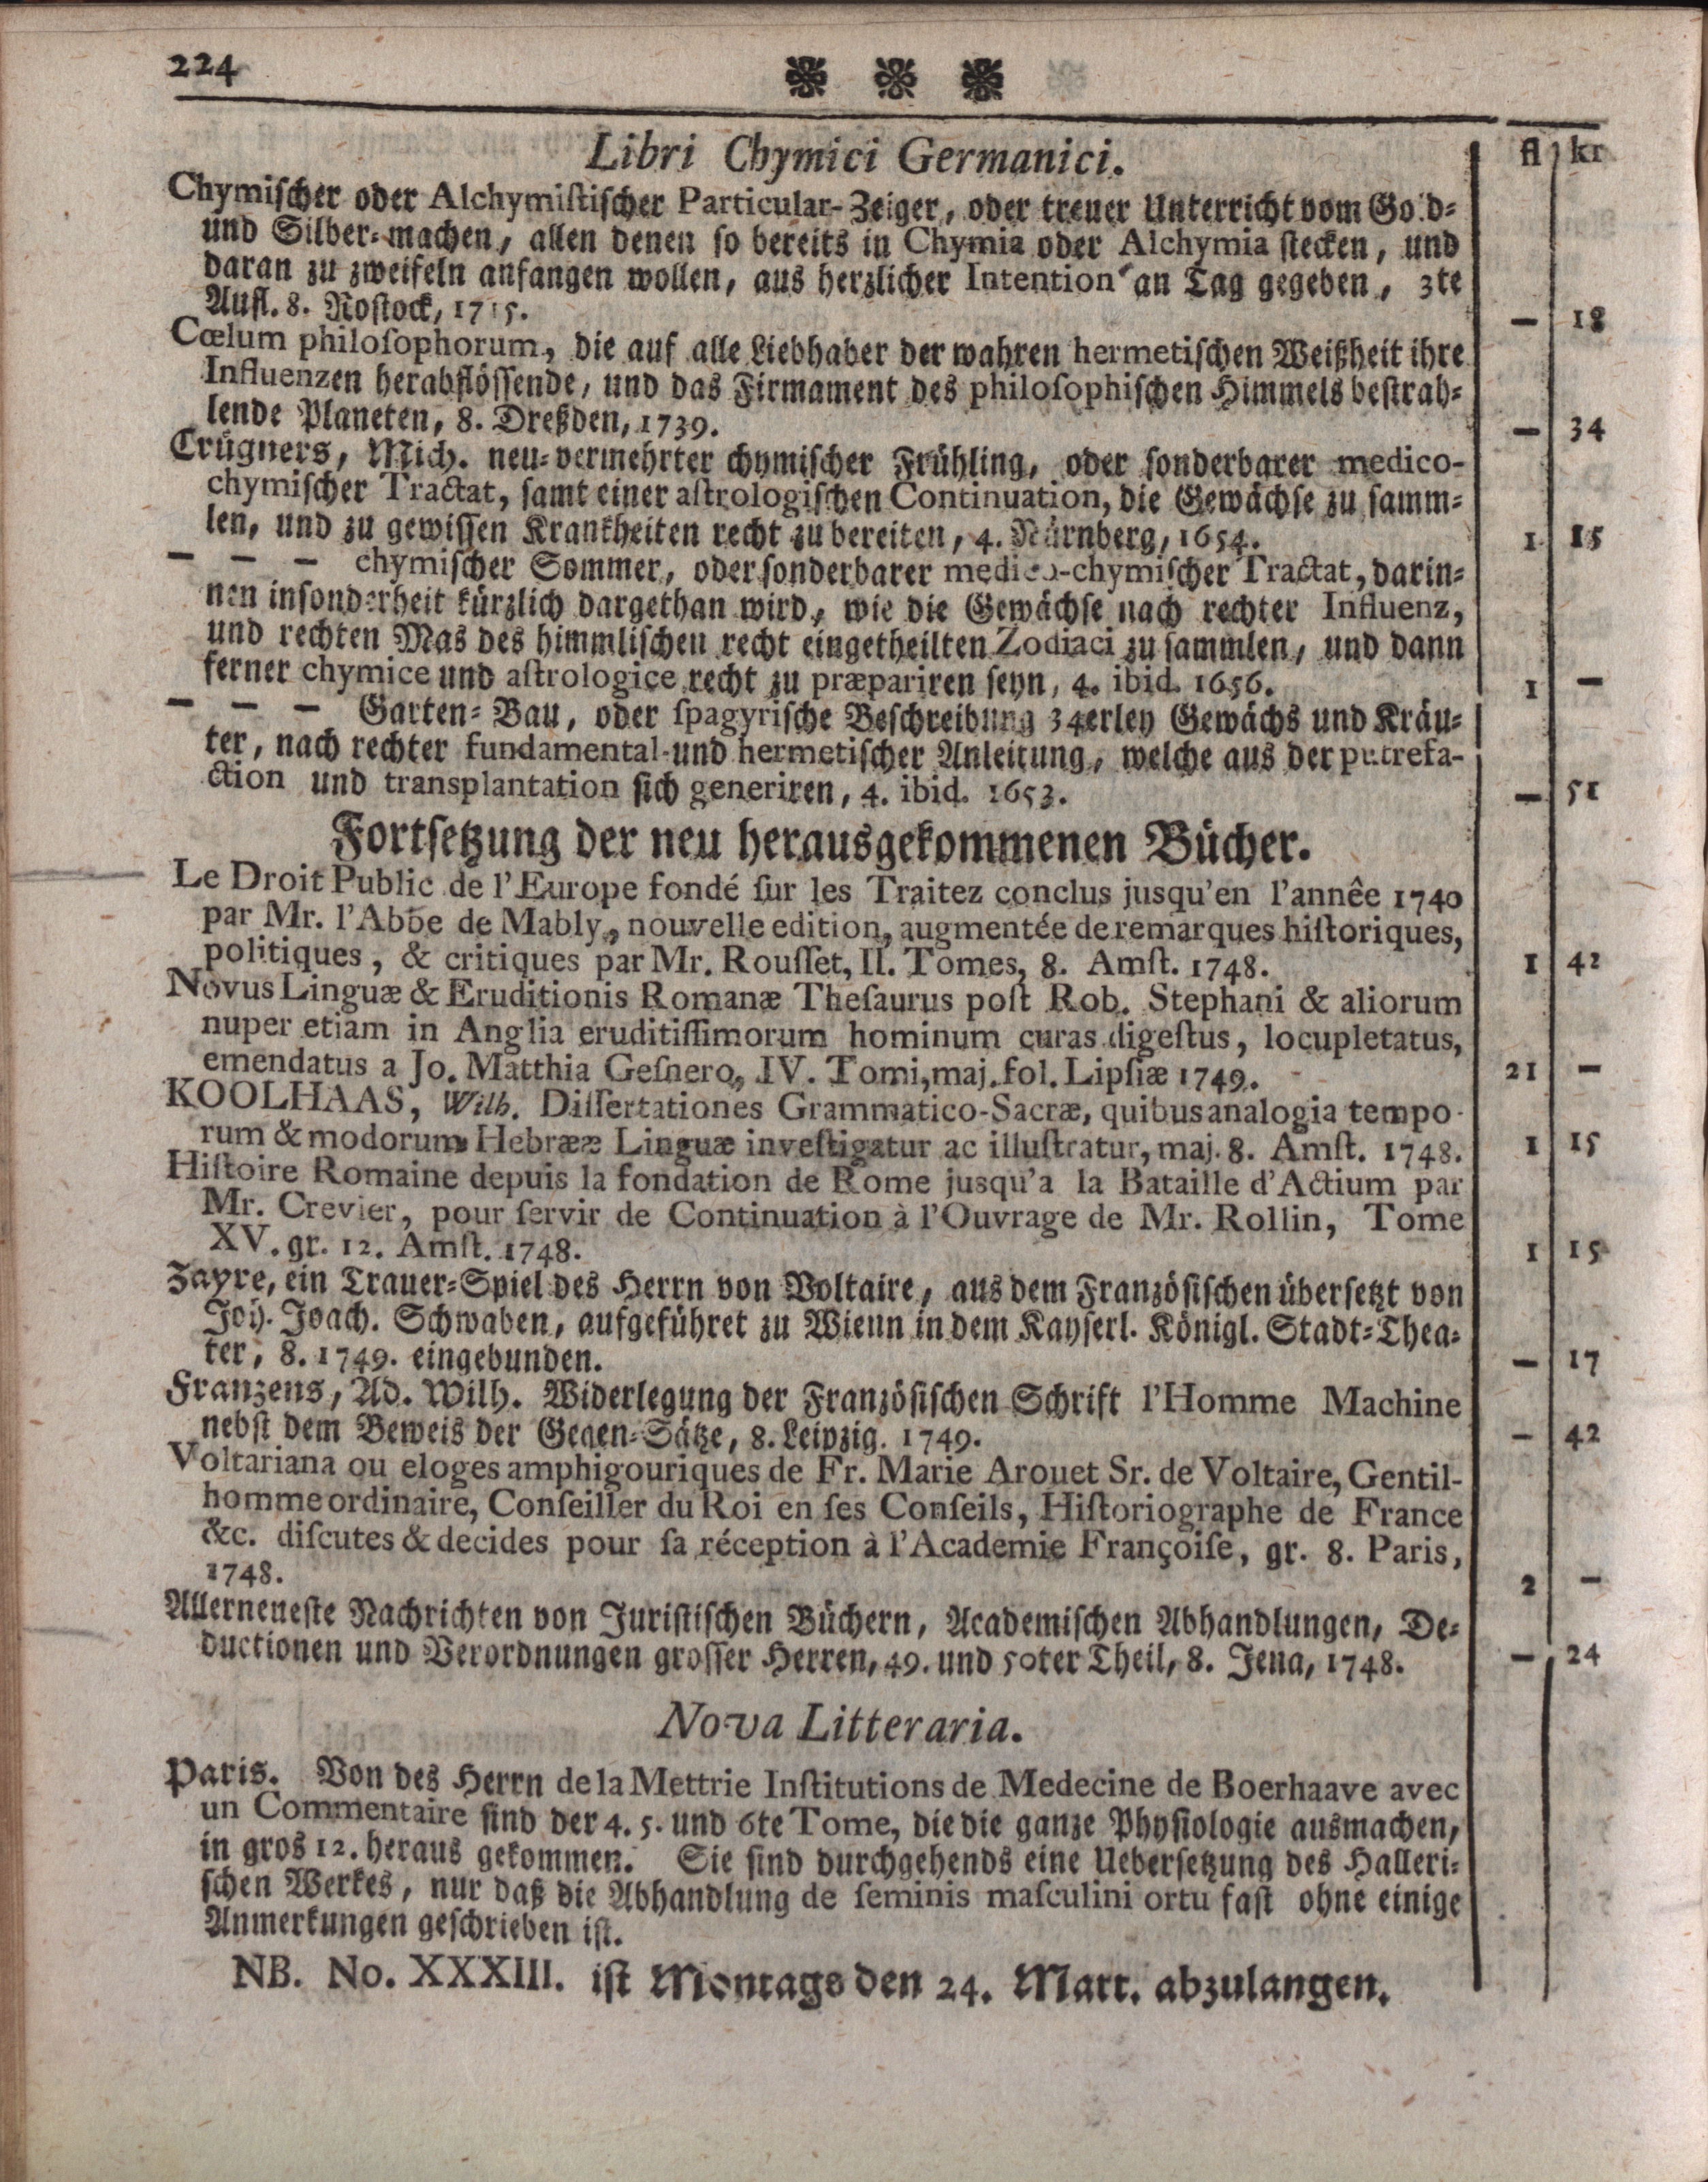 224
Libri Chymici Germanici.
fl kr
Chymischer oder Alchymistischer Particular-Zeiger, oder treuer Unterricht vom Gold-
und Silber-machen, allen denen so bereits in Chymia oder Alchymia stecken, und
daran zu zweifeln anfangen wollen, aus herzlicher Intention an Tag gegeben, 3te
Aufl. 8. Rostock, 1715. — 18
Cœlum philoſophorum, die auf alle Liebhaber der wahren hermetischen Weißheit ihre
Influenzen herabflössende, und das Firmament des philoſophischen Himmels bestrah-
lende Planeten, 8. Dreßden, 1739. — 34
Crügners, Mich. neu-vermehrter chymischer Frühling, oder sonderbarer medico-
chymischer Tractat, samt einer aſtrologischen Continuation, die Gewächse zu samm-
len, und zu gewissen Krankheiten recht zu bereiten, 4. Nürnberg, 1654. 1 15
— — — chymischer Sommer, oder sonderbarer medico-chymischer Tractat, darin-
nen insonderheit kürzlich dargethan wird, wie die Gewächse nach rechter Influenz,
und rechten Mas des himmlischen recht eingetheilten Zodiaci zu sammlen, und dann
ferner chymice und aſtrologice recht zu præpariren seyn, 4. ibid. 1656. 1 —
— — — Garten-Bau, oder ſpagyrische Beschreibung 34erley Gewächs und Kräu-
ter, nach rechter fundamental- und hermetischer Anleitung, welche aus der putrefa-
ction und transplantation sich generiren, 4. ibid. 1653. — 51
Fortsetzung der neu herausgekommenen Bücher.
Le Droit Public de l'Europe fondé ſur les Traitez conclus jusqu'en l'annêe 1740
par Mr. l'Abbe de Mably, nouvelle edition, augmentée de remarques hiſtoriques,
politiques, & critiques par Mr. Rouſſet, II. Tomes, 8. Amſt. 1748. 1 42
Novus Linguæ & Eruditionis Romanæ Theſaurus poſt Rob. Stephani & aliorum
nuper etiam in Anglia eruditiſſimorum hominum curas digeſtus, locupletatus,
emendatus a Jo. Matthia Geſnero, IV. Tomi, maj. fol. Lipſiæ 1749. 21 —
KOOLHAAS, Wilh. Diſſertationes Grammatico-Sacræ, quibus analogia tempo-
rum & modorum Hebrææ Linguæ inveſtigatur ac illuſtratur, maj. 8. Amſt. 1748. 1 15
Hiſtoire Romaine depuis la fondation de Rome jusqu'a la Bataille d'Actium par
Mr. Crevier, pour ſervir de Continuation à l'Ouvrage de Mr. Rollin, Tome
XV. gr. 12. Amſt. 1748. 1 15
Zayre, ein Trauer-Spiel des Herrn von Voltaire, aus dem Französischen übersetzt von
Joh. Joach. Schwaben, aufgeführet zu Wienn in dem Kayserl. Königl. Stadt-Thea-
ter, 8. 1749. eingebunden. — 17
Franzens, Ad. Wilh. Widerlegung der Französischen Schrift l'Homme Machine
nebst dem Beweis der Gegen-Sätze, 8. Leipzig. 1749. — 42
Voltariana ou eloges amphigouriques de Fr. Marie Arouet Sr. de Voltaire, Gentil-
homme ordinaire, Conſeiller du Roi en ſes Conſeils, Hiſtoriographe de France
&c. diſcutes & decides pour ſa réception à l'Academie Françoiſe, gr. 8. Paris,
1748. 2 —
Allerneneste Nachrichten von Juristischen Büchern, Academischen Abhandlungen, De-
ductionen und Verordnungen grosser Herren, 49. und 50ter Theil, 8. Jena, 1748. — 24
Nova Litteraria.
Paris. Von des Herrn de la Mettrie Inſtitutions de Medecine de Boerhaave avec
un Commentaire sind der 4. 5. und 6te Tome, die die ganze Physiologie ausmachen,
in gros 12. heraus gekommen. Sie sind durchgehends eine Uebersetzung des Halleri-
schen Werkes, nur daß die Abhandlung de ſeminis maſculini ortu fast ohne einige
Anmerkungen geschrieben ist.
NB. No. XXXIII. ist Montags den 24. Mart. abzulangen.